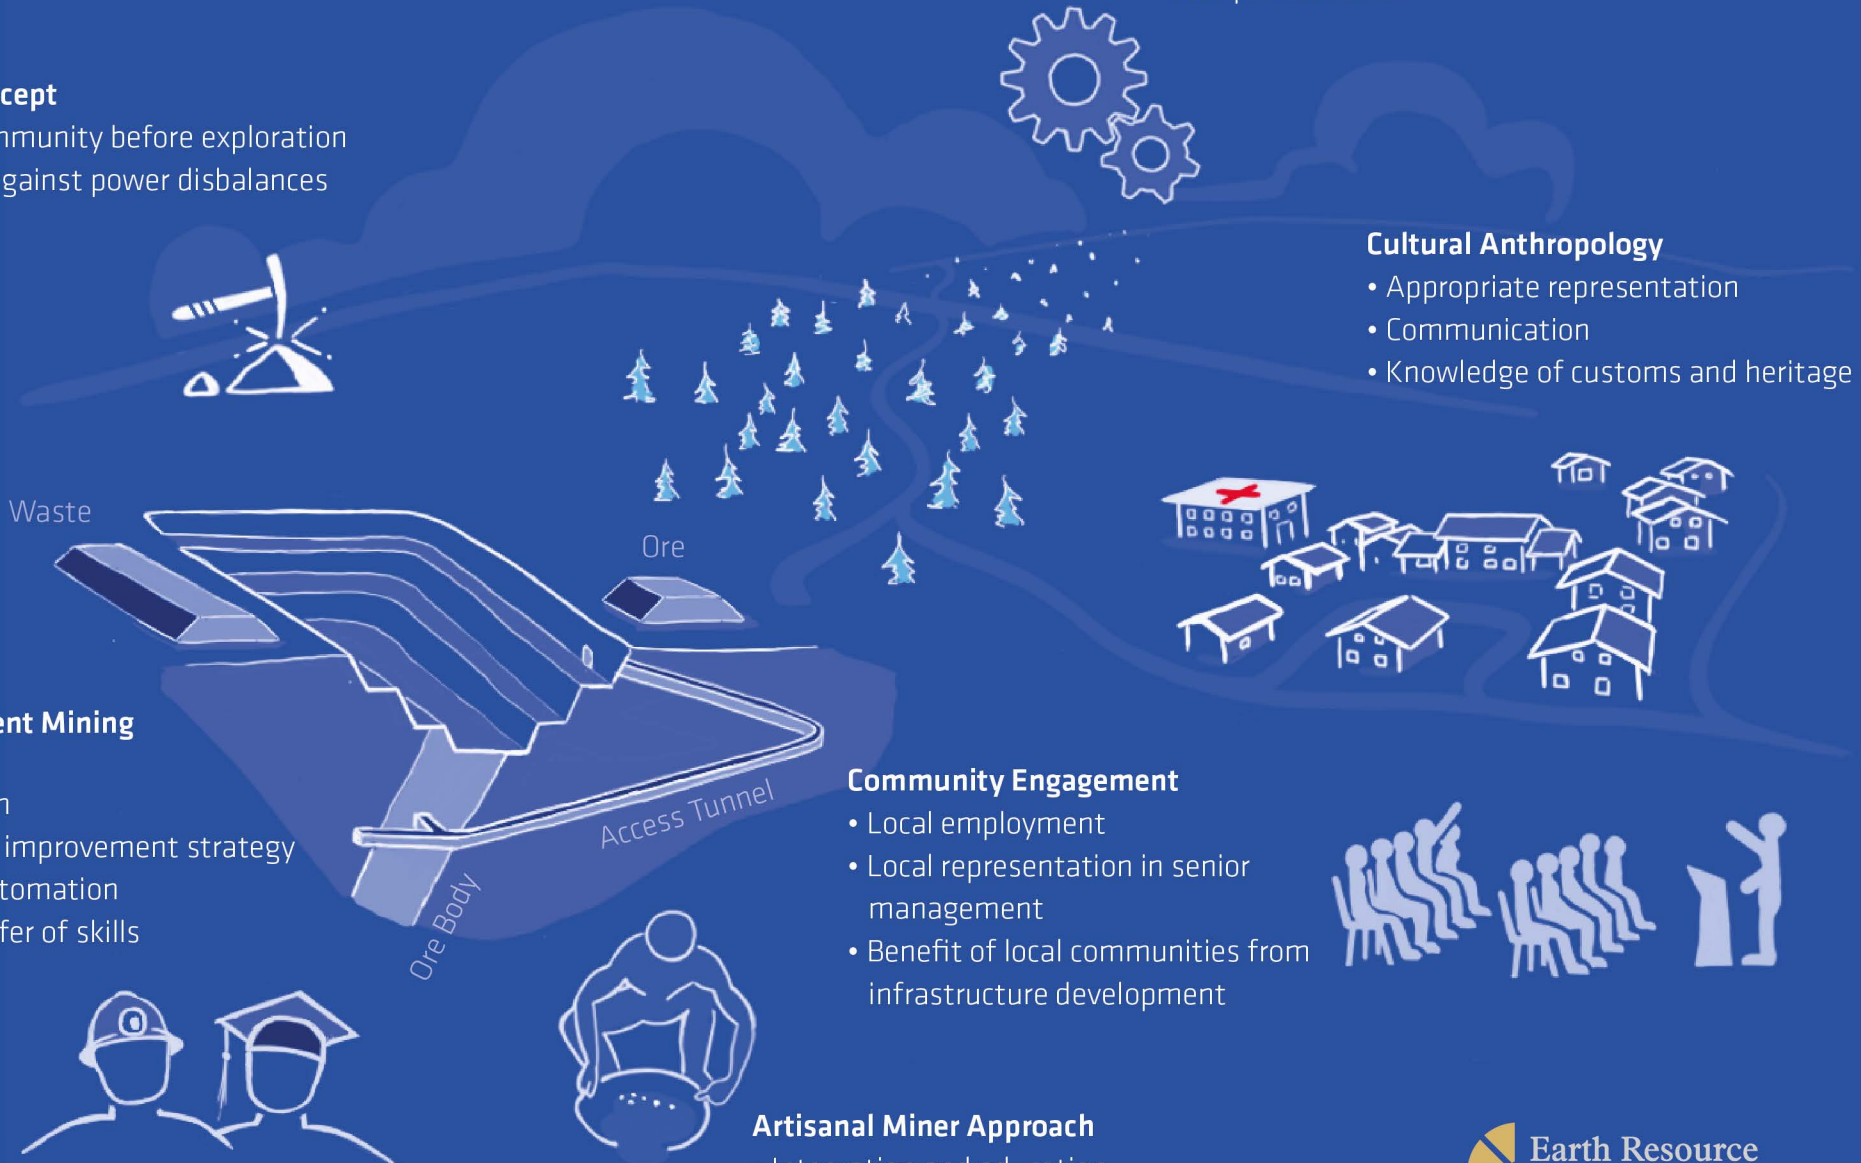 cept
munity before exploration
gainst power disbalances
Cultural Anthropology
• Appropriate representation
• Communication
• Knowledge of customs and heritage
Waste
Ore
ent Mining
improvement strategy
tomation
fer of skills
Access Tunnel
Ore Body
Community Engagement
• Local employment
• Local representation in senior
management
• Benefit of local communities from
infrastructure development
Artisanal Miner Approach
Earth Resource